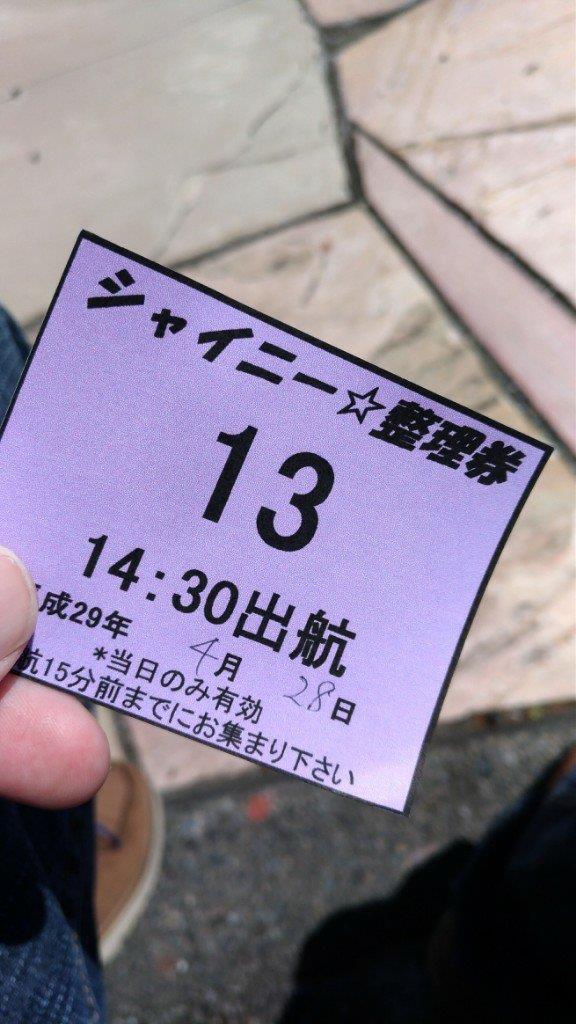 シャイニー☆整理券
13
14:30出航
成29年 4月 28日
*当日のみ有効
航15分前までにお集まり下さい